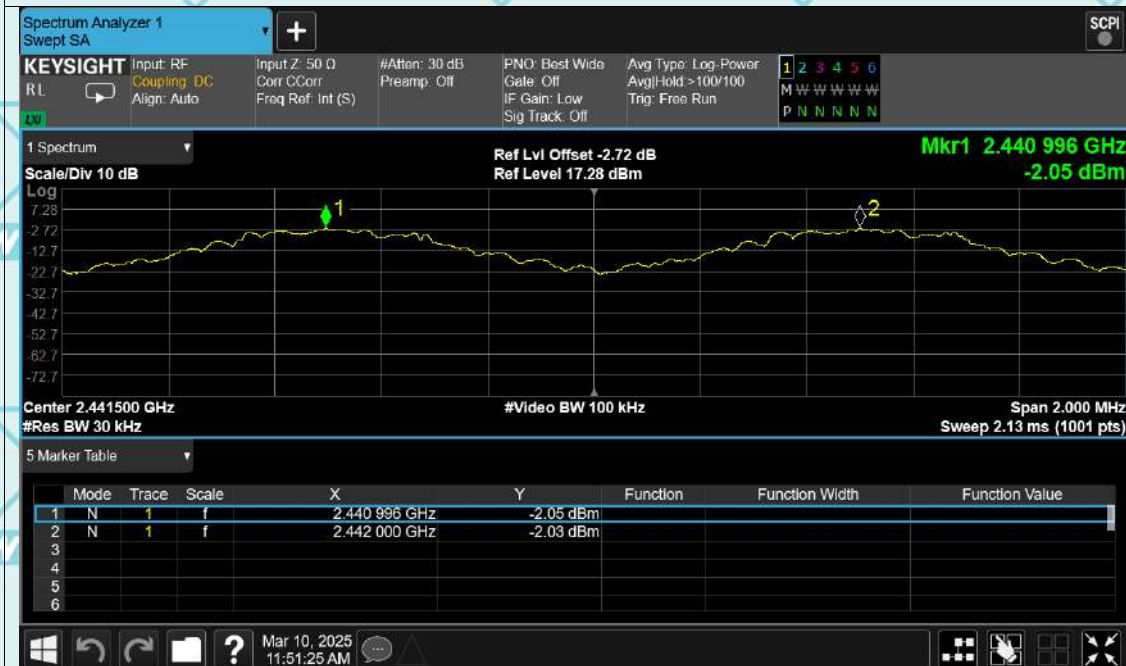 Spectrum Analyzer 1
Swept SA
+
SCPI
KEYSIGHT
RL
LXI
Input: RF
Coupling: DC
Align: Auto
Input Z: 50 Ω
Corr CCorr
Freq Ref: Int (S)
#Atten: 30 dB
Preamp: Off
PNO: Best Wide
Gate: Off
IF Gain: Low
Sig Track: Off
Avg Type: Log-Power
Avg|Hold:>100/100
Trig: Free Run
1 2 3 4 5 6
M W W W W W
P N N N N N
1 Spectrum
Scale/Div 10 dB
Ref Lvl Offset -2.72 dB
Ref Level 17.28 dBm
Mkr1 2.440 996 GHz
-2.05 dBm
Log
7.28
-2.72
-12.7
-22.7
-32.7
-42.7
-52.7
-62.7
-72.7
1
2
Center 2.441500 GHz
#Video BW 100 kHz
Span 2.000 MHz
#Res BW 30 kHz
Sweep 2.13 ms (1001 pts)
5 Marker Table
Mode Trace Scale X Y Function Function Width Function Value
1 N 1 f 2.440 996 GHz -2.05 dBm
2 N 1 f 2.442 000 GHz -2.03 dBm
3
4
5
6
?
Mar 10, 2025
11:51:25 AM